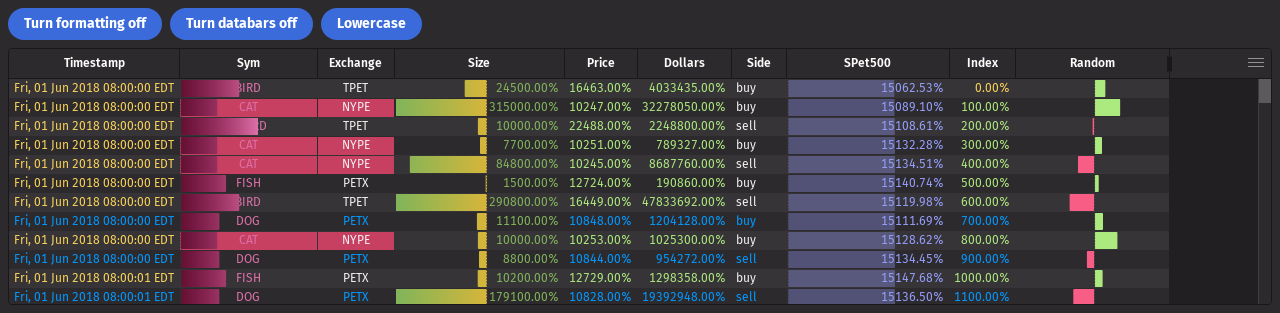 Turn formatting off Turn databars off Lowercase
Timestamp Sym Exchange Size Price Dollars Side SPet500 Index Random
Fri, 01 Jun 2018 08:00:00 EDT BIRD TPET 24500.00% 16463.00% 4033435.00% buy 15062.53% 0.00%
Fri, 01 Jun 2018 08:00:00 EDT CAT NYPE 315000.00% 10247.00% 32278050.00% buy 15089.10% 100.00%
Fri, 01 Jun 2018 08:00:00 EDT TPET 10000.00% 22488.00% 2248800.00% sell 15108.61% 200.00%
Fri, 01 Jun 2018 08:00:00 EDT CAT NYPE 7700.00% 10251.00% 789327.00% buy 15132.28% 300.00%
Fri, 01 Jun 2018 08:00:00 EDT CAT NYPE 84800.00% 10245.00% 8687760.00% sell 15134.51% 400.00%
Fri, 01 Jun 2018 08:00:00 EDT FISH PETX 1500.00% 12724.00% 190860.00% buy 15140.74% 500.00%
Fri, 01 Jun 2018 08:00:00 EDT BIRD TPET 290800.00% 16449.00% 47833692.00% sell 15119.98% 600.00%
Fri, 01 Jun 2018 08:00:00 EDT DOG PETX 11100.00% 10848.00% 1204128.00% buy 15111.69% 700.00%
Fri, 01 Jun 2018 08:00:00 EDT CAT NYPE 10000.00% 10253.00% 1025300.00% buy 15128.62% 800.00%
Fri, 01 Jun 2018 08:00:00 EDT DOG PETX 8800.00% 10844.00% 954272.00% sell 15134.45% 900.00%
Fri, 01 Jun 2018 08:00:01 EDT FISH PETX 10200.00% 12729.00% 1298358.00% buy 15147.68% 1000.00%
Fri, 01 Jun 2018 08:00:01 EDT DOG PETX 179100.00% 10828.00% 19392948.00% sell 15136.50% 1100.00%